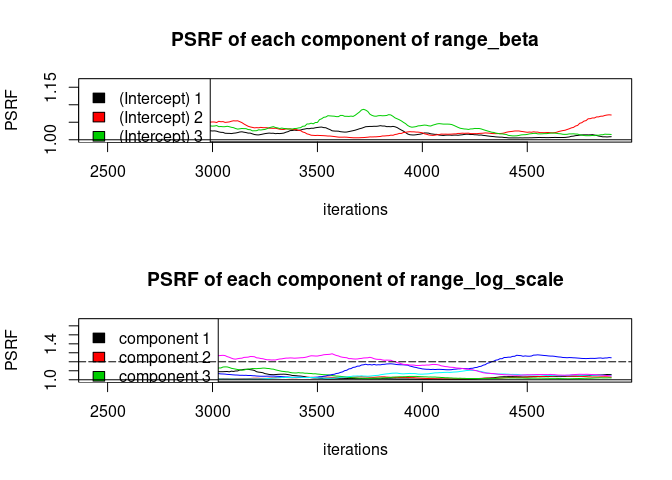 PSRF of each component of range_beta
PSRF
1.15
1.00
(Intercept) 1
(Intercept) 2
(Intercept) 3
2500 3000 3500 4000 4500
iterations
PSRF of each component of range_log_scale
PSRF
1.4
1.0
component 1
component 2
component 3
2500 3000 3500 4000 4500
iterations